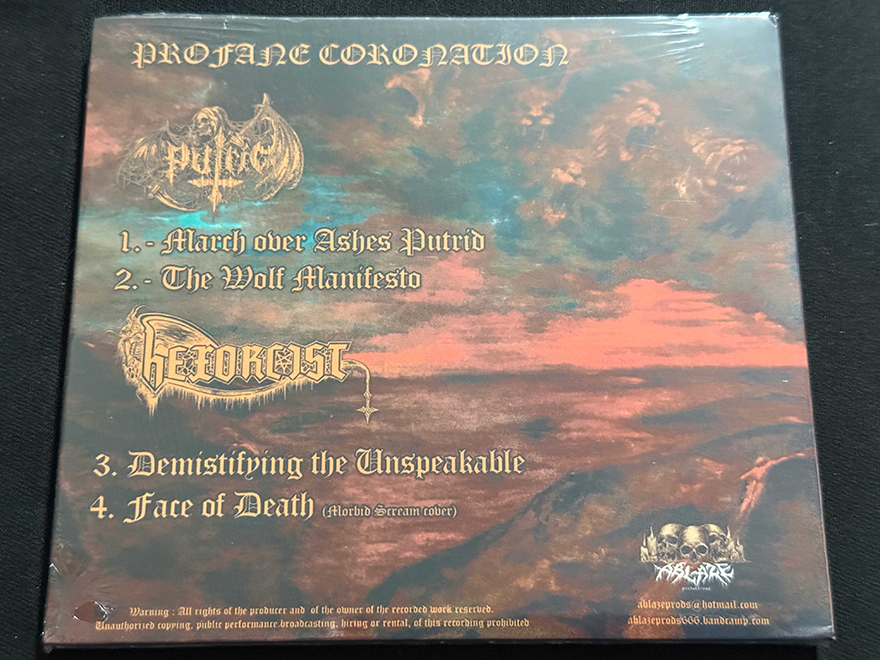 PROFANE CORONATION
putrid
1.- March over Ashes Putrid
2.- The Wolf Manifesto
hEXORCIST
3. Demistifying the Unspeakable
4. Face of Death (Morbid Scream cover)
ABLAZE
productions
Warning : All rights of the producer and of the owner of the recorded work reserved.
Unauthorized copying, public performance.broadcasting, hiring or rental, of this recording prohibited
ablazeprods@hotmail.com
ablazeprods666.bandcamp.com